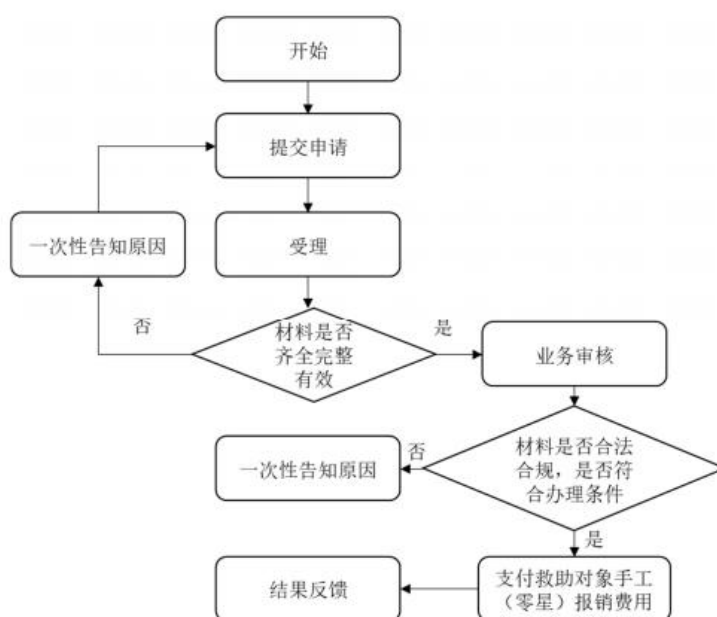 开始
提交申请
一次性告知原因
受理
否
材料是否
齐全完整
有效
是
业务审核
一次性告知原因
否
材料是否合法
合规，是否符
合办理条件
是
结果反馈
支付救助对象手工
（零星）报销费用